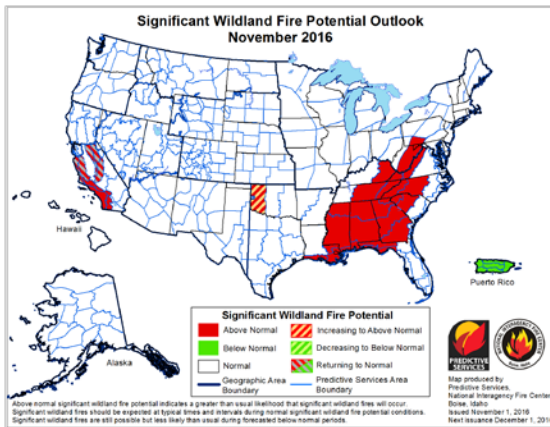 Significant Wildland Fire Potential Outlook
November 2016
Hawaii
Puerto Rico
Alaska
Significant Wildland Fire Potential
Above Normal
Increasing to Above Normal
Below Normal
Decreasing to Below Normal
Normal
Returning to Normal
Geographic Area
Boundary
Predictive Services Area
Boundary
PREDICTIVE
SERVICES
Map produced by
Predictive Services,
National Interagency Fire Center
Boise, Idaho
Issued November 1, 2016
Next issuance December 1, 201
Above normal significant wildland fire potential indicates a greater than usual likelihood that significant wildland fires will occur.
Significant wildland fires should be expected at typical times and intervals during normal significant wildland fire potential conditions.
Significant wildland fires are still possible but less likely than usual during forecasted below normal periods.